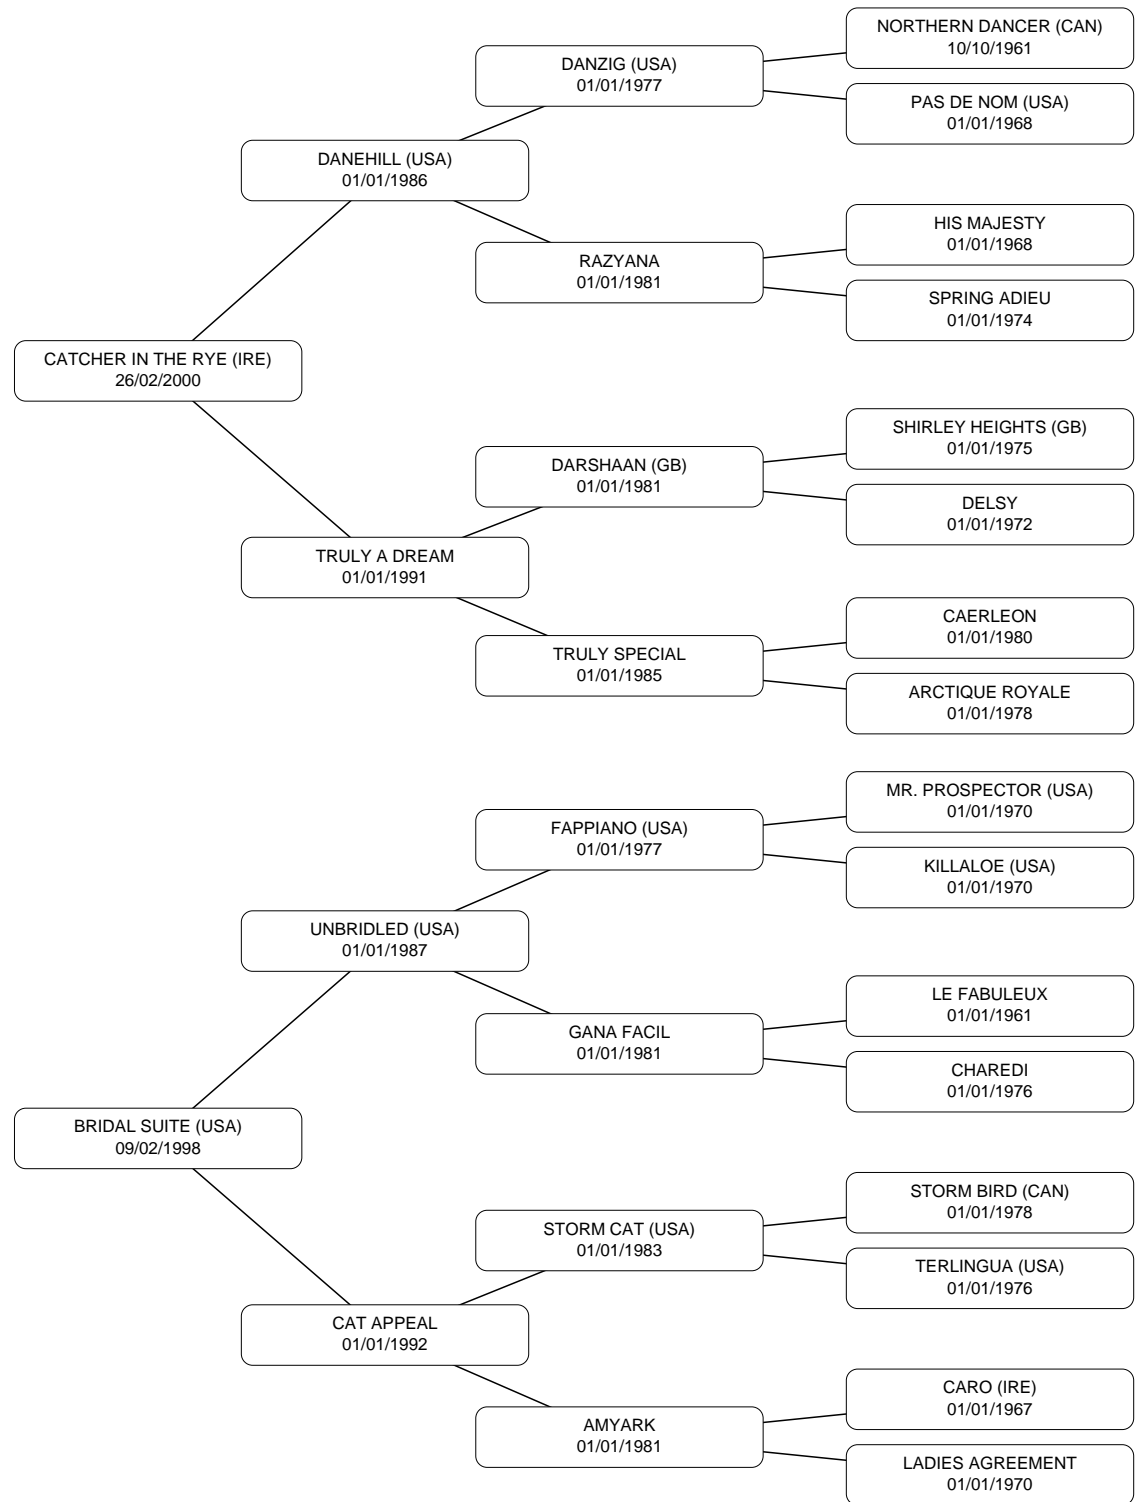 NORTHERN DANCER (CAN)
10/10/1961
DANZIG (USA)
01/01/1977
PAS DE NOM (USA)
01/01/1968
DANEHILL (USA)
01/01/1986
HIS MAJESTY
01/01/1968
RAZYANA
01/01/1981
SPRING ADIEU
01/01/1974
CATCHER IN THE RYE (IRE)
26/02/2000
SHIRLEY HEIGHTS (GB)
01/01/1975
DARSHAAN (GB)
01/01/1981
DELSY
01/01/1972
TRULY A DREAM
01/01/1991
CAERLEON
01/01/1980
TRULY SPECIAL
01/01/1985
ARCTIQUE ROYALE
01/01/1978
MR. PROSPECTOR (USA)
01/01/1970
FAPPIANO (USA)
01/01/1977
KILLALOE (USA)
01/01/1970
UNBRIDLED (USA)
01/01/1987
LE FABULEUX
01/01/1961
GANA FACIL
01/01/1981
CHAREDI
01/01/1976
BRIDAL SUITE (USA)
09/02/1998
STORM BIRD (CAN)
01/01/1978
STORM CAT (USA)
01/01/1983
TERLINGUA (USA)
01/01/1976
CAT APPEAL
01/01/1992
CARO (IRE)
01/01/1967
AMYARK
01/01/1981
LADIES AGREEMENT
01/01/1970